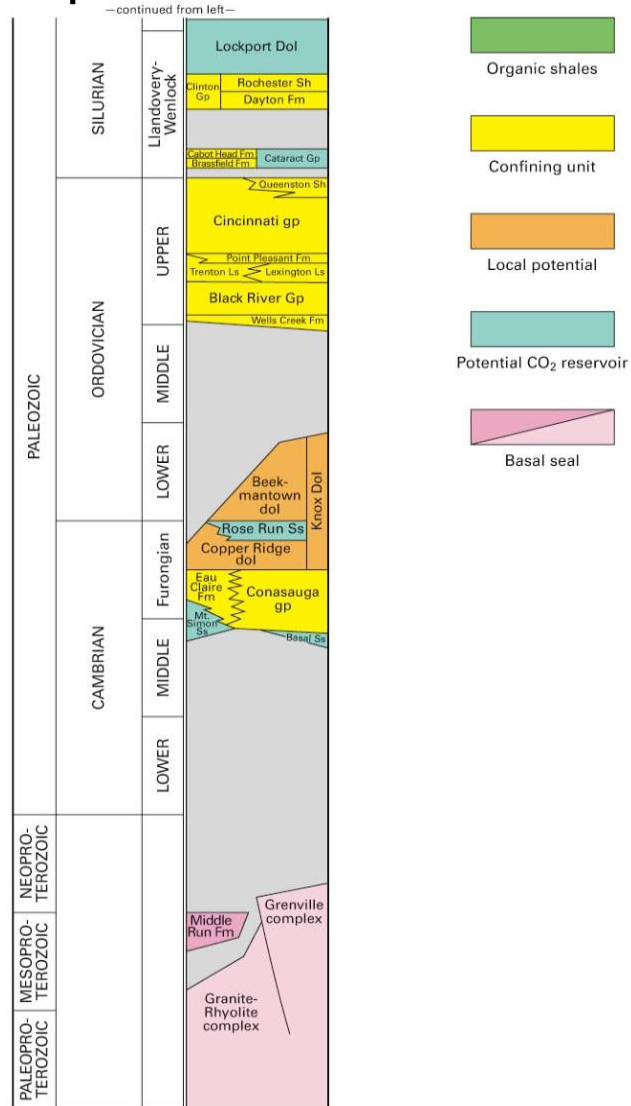 —continued from left—
PALEOZOIC
SILURIAN
Llandovery-
Wenlock
Lockport Dol
Clinton
Gp
Rochester Sh
Dayton Fm
Cabot Head Fm
Brassfield Fm
Cataract Gp
ORDOVICIAN
UPPER
Queenston Sh
Cincinnati gp
Point Pleasant Fm
Trenton Ls
Lexington Ls
Black River Gp
Wells Creek Fm
MIDDLE
LOWER
Beek-
mantown
dol
Knox Dol
CAMBRIAN
Furongian
Rose Run Ss
Copper Ridge
dol
Eau
Claire
Fm
Conasauga
gp
Mt.
Simon
Ss
Basal Ss
MIDDLE
LOWER
NEOPRO-
TEROZOIC
Grenville
complex
MESOPRO-
TEROZOIC
Middle
Run Fm
Granite-
Rhyolite
complex
PALEOPRO-
TEROZOIC
Organic shales
Confining unit
Local potential
Potential CO₂ reservoir
Basal seal